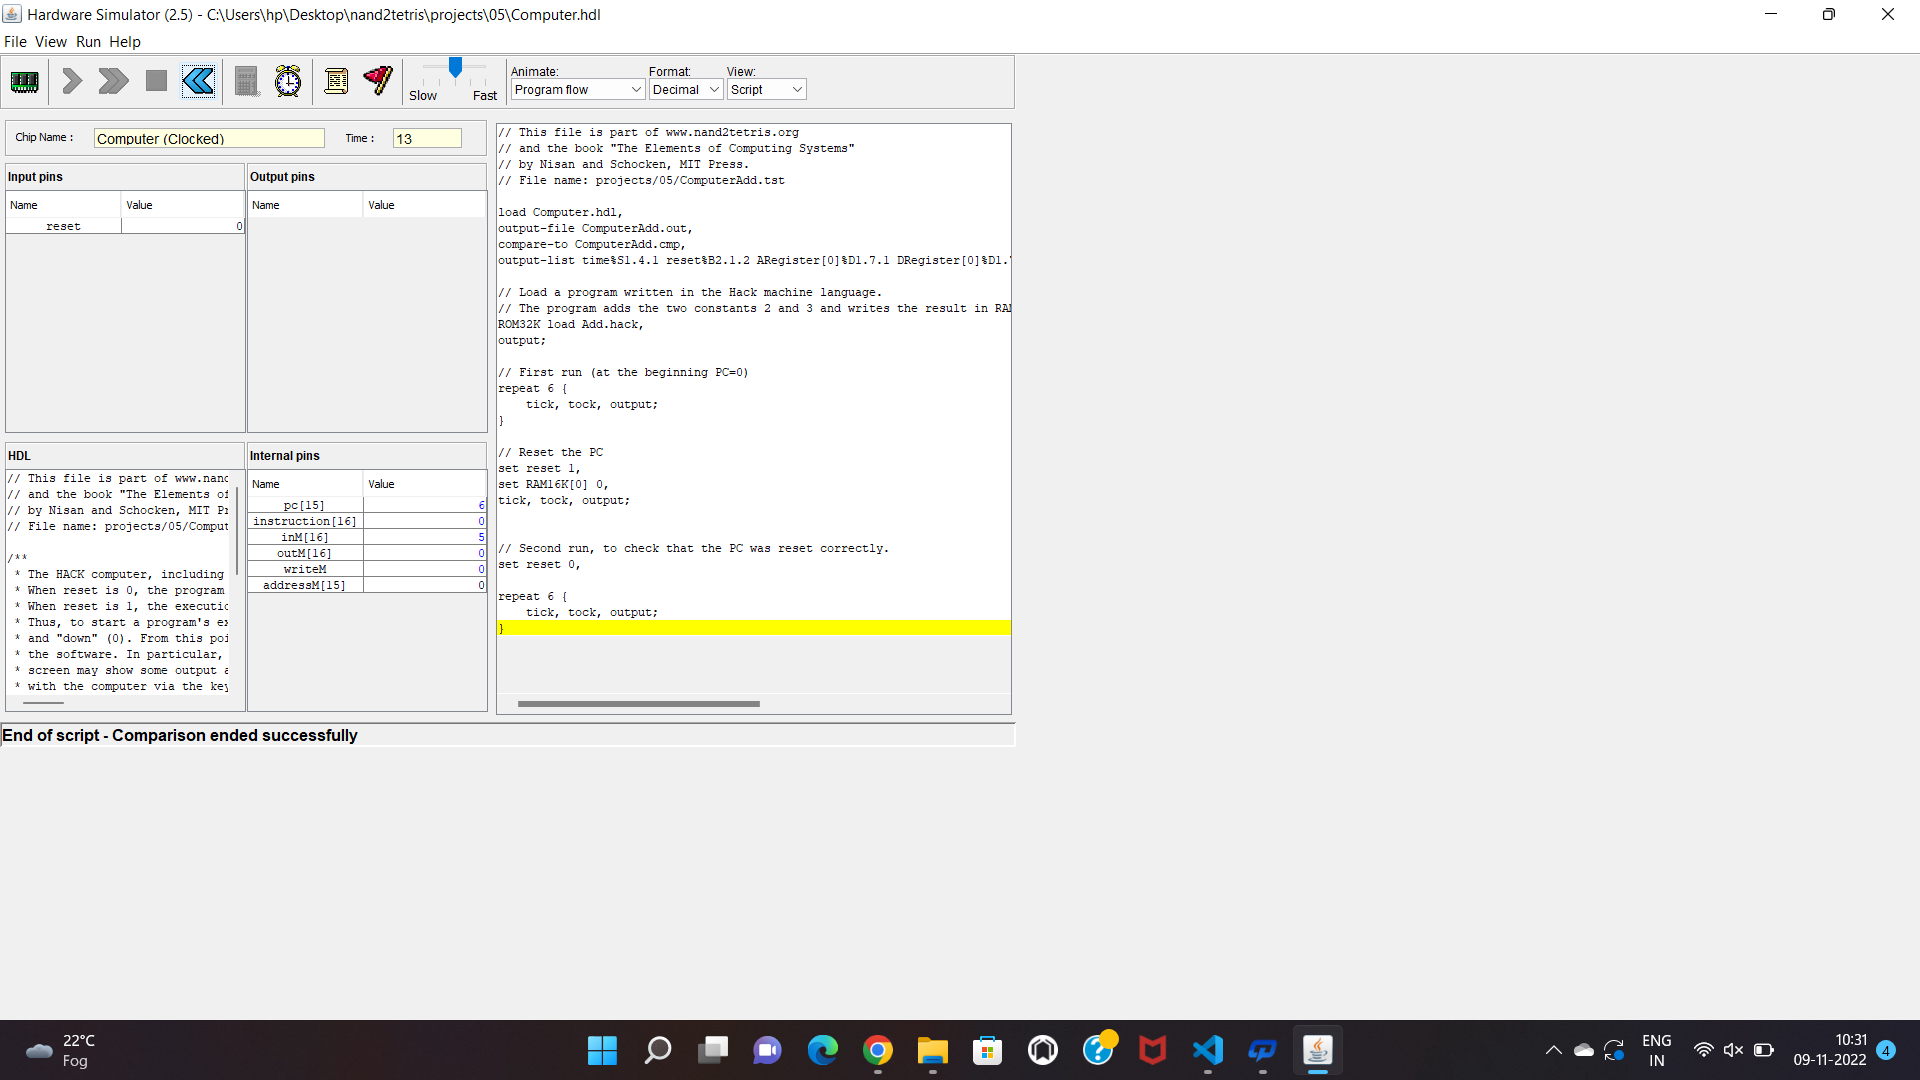 Hardware Simulator (2.5) - C:\Users\hp\Desktop\nand2tetris\projects\05\Computer.hdl
File View Run Help
Slow Fast
Animate: Format: View:
Program flow Decimal Script
Chip Name : Computer (Clocked) Time : 13
Input pins
Name Value
reset 0
Output pins
Name Value
HDL
// This file is part of www.nand
// and the book "The Elements of
// by Nisan and Schocken, MIT Pr
// File name: projects/05/Comput
/**
* The HACK computer, including
* When reset is 0, the program
* When reset is 1, the executio
* Thus, to start a program's ex
* and "down" (0). From this poi
* the software. In particular,
* screen may show some output a
* with the computer via the key
Internal pins
Name Value
pc[15] 6
instruction[16] 0
inM[16] 5
outM[16] 0
writeM 0
addressM[15] 0
// This file is part of www.nand2tetris.org
// and the book "The Elements of Computing Systems"
// by Nisan and Schocken, MIT Press.
// File name: projects/05/ComputerAdd.tst
load Computer.hdl,
output-file ComputerAdd.out,
compare-to ComputerAdd.cmp,
output-list time%S1.4.1 reset%B2.1.2 ARegister[0]%D1.7.1 DRegister[0]%D1.
// Load a program written in the Hack machine language.
// The program adds the two constants 2 and 3 and writes the result in RA
ROM32K load Add.hack,
output;
// First run (at the beginning PC=0)
repeat 6 {
tick, tock, output;
}
// Reset the PC
set reset 1,
set RAM16K[0] 0,
tick, tock, output;
// Second run, to check that the PC was reset correctly.
set reset 0,
repeat 6 {
tick, tock, output;
}
End of script - Comparison ended successfully
22°C
Fog
ENG
IN
10:31
09-11-2022
4